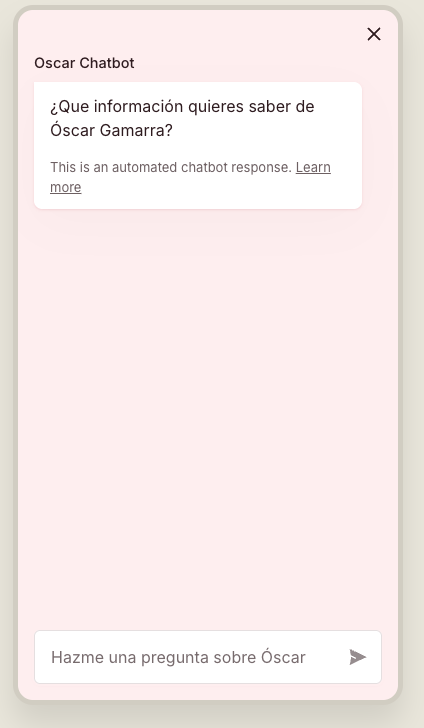 Oscar Chatbot
¿Que información quieres saber de
Óscar Gamarra?
This is an automated chatbot response. Learn
more
Hazme una pregunta sobre Óscar